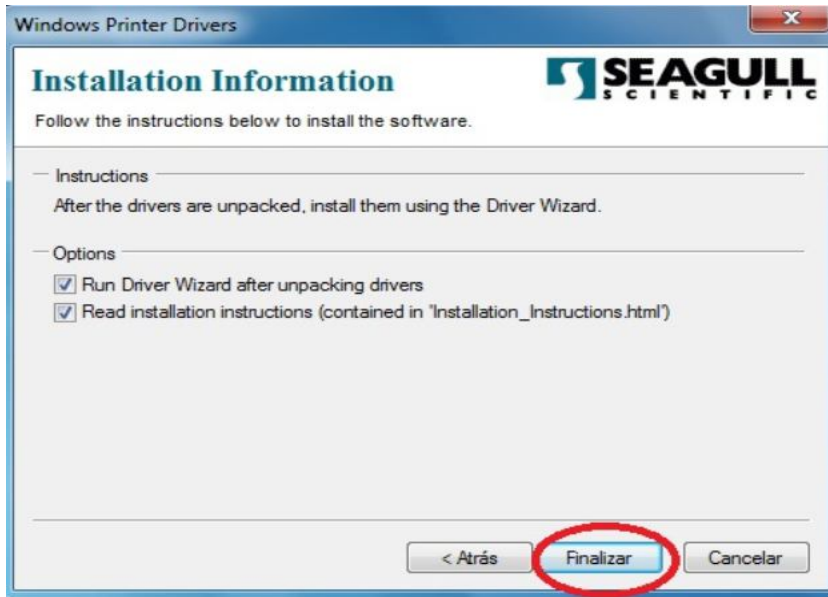 Windows Printer Drivers
Installation Information
SEAGULL
SCIENTIFIC
Follow the instructions below to install the software.
Instructions
After the drivers are unpacked, install them using the Driver Wizard.
Options
Run Driver Wizard after unpacking drivers
Read installation instructions (contained in 'Installation_Instructions.html')
< Atrás
Finalizar
Cancelar